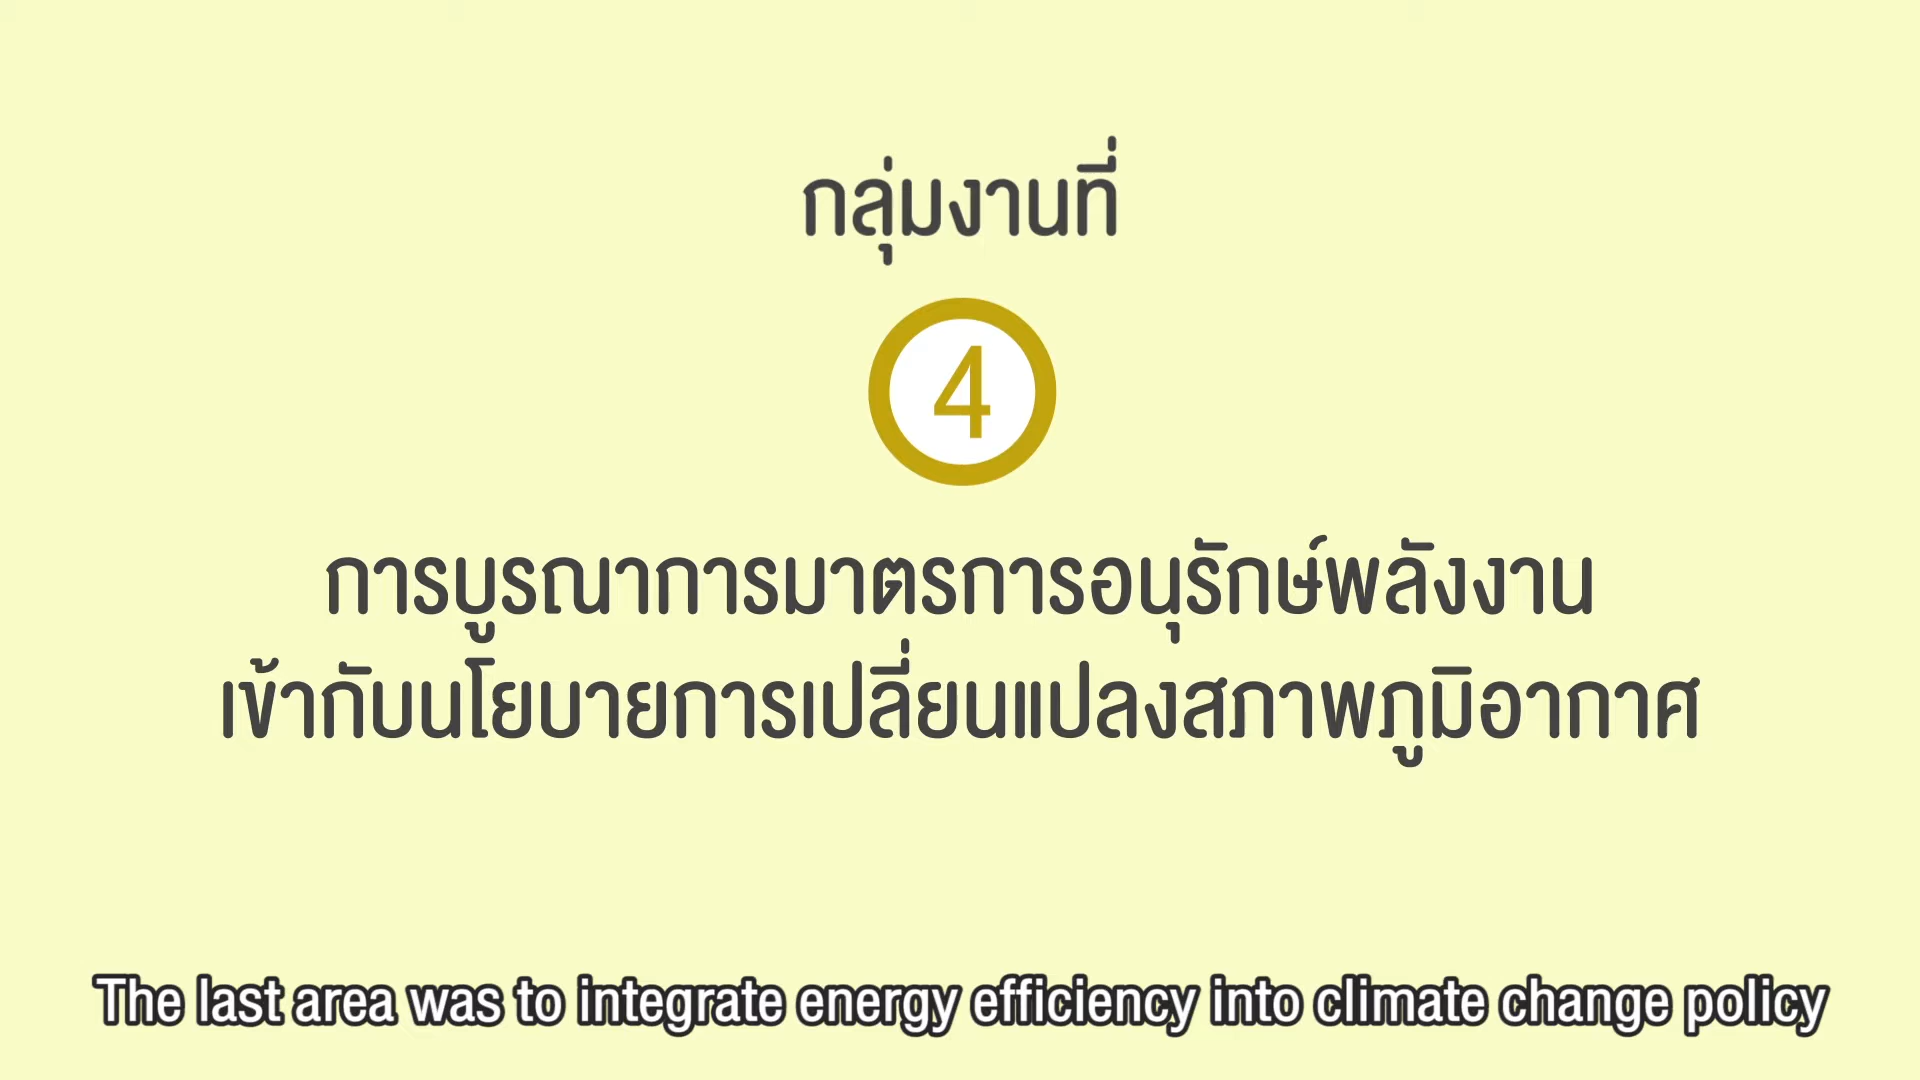 กลุ่มงานที่
4
การบูรณาการมาตรการอนุรักษ์พลังงาน
เข้ากับนโยบายการเปลี่ยนแปลงสภาพภูมิอากาศ
The last area was to integrate energy efficiency into climate change policy